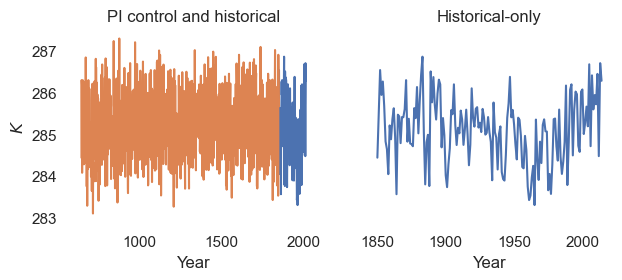 PI control and historical
Historical-only
K
287
286
285
284
283
1000
1500
2000
1850
1900
1950
2000
Year
Year